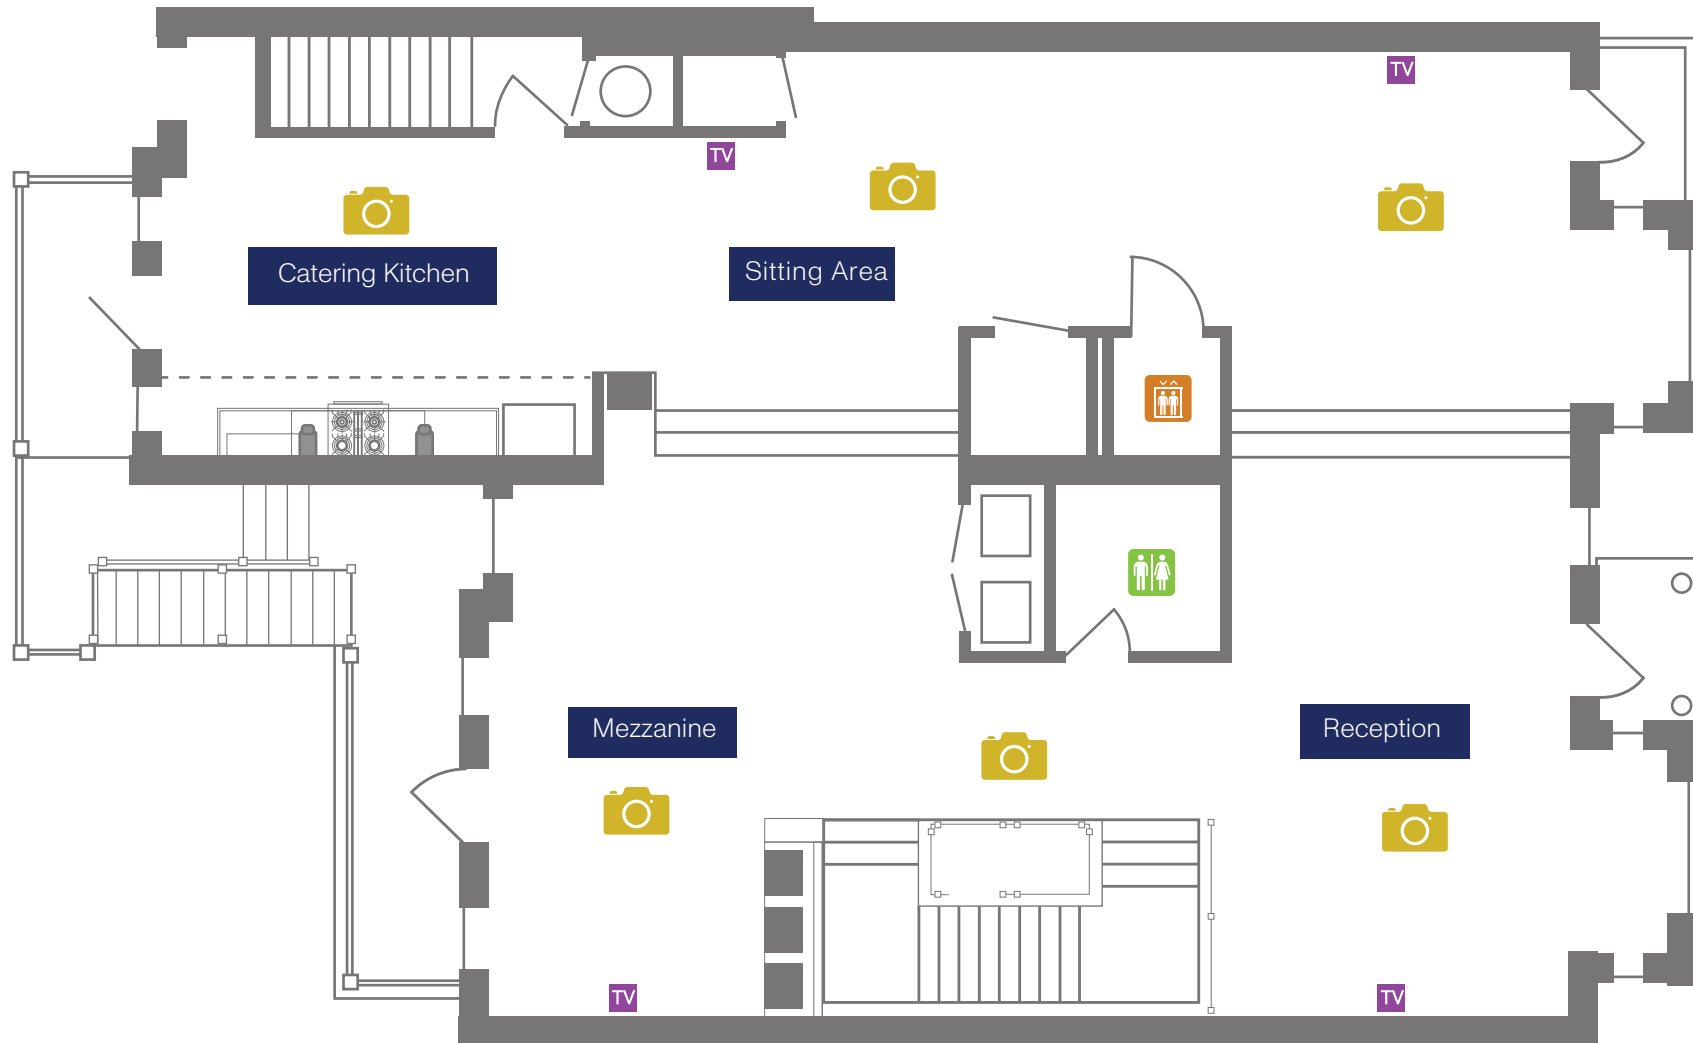 TV
TV
Catering Kitchen
Sitting Area
Mezzanine
Reception
TV
TV